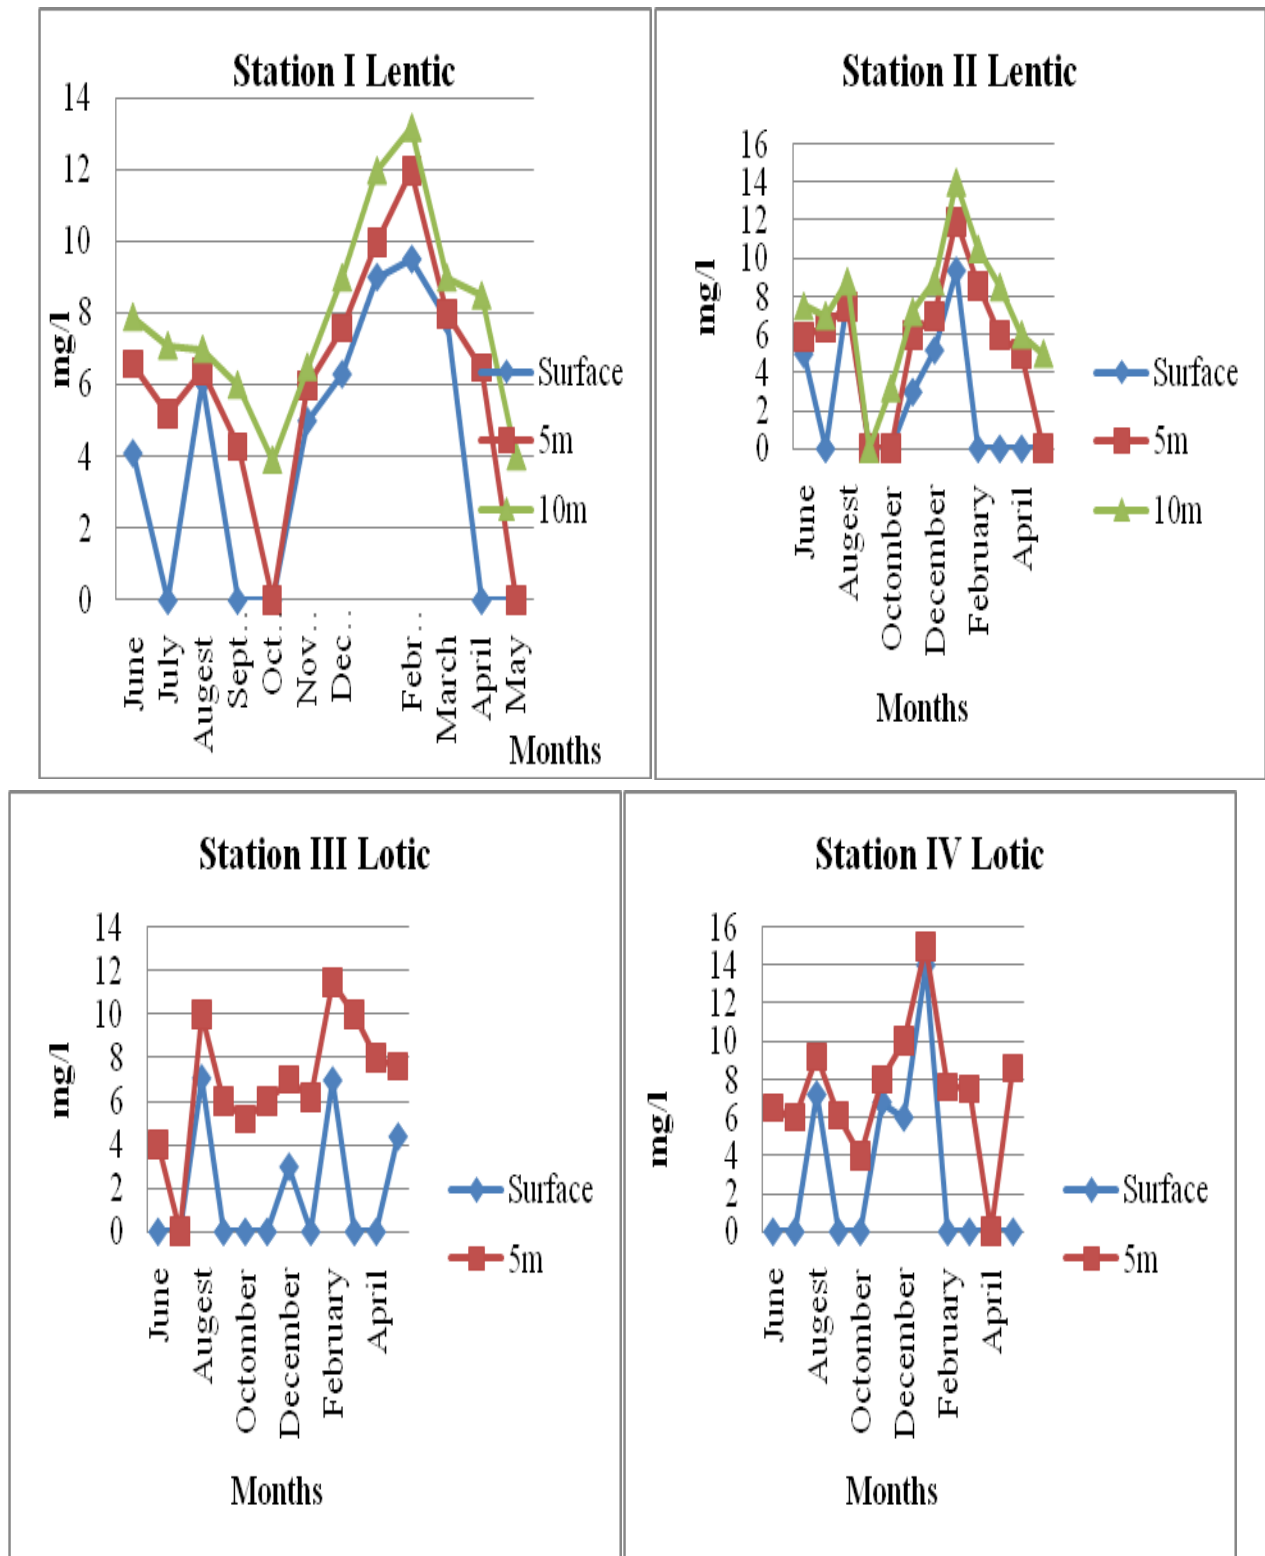 Station I Lentic
14
12
10
8
6
4
2
0
mg/l
June
July
Augest
Sept..
Oct..
Nov..
Dec..
Febr..
March
April
May
Months
Surface
5m
10m
Station II Lentic
16
14
12
10
8
6
4
2
0
mg/l
June
Augest
Octomber
December
February
April
Months
Surface
5m
10m
Station III Lotic
14
12
10
8
6
4
2
0
mg/l
June
Augest
Octomber
December
February
April
Months
Surface
5m
Station IV Lotic
16
14
12
10
8
6
4
2
0
mg/l
June
Augest
Octomber
December
February
April
Months
Surface
5m